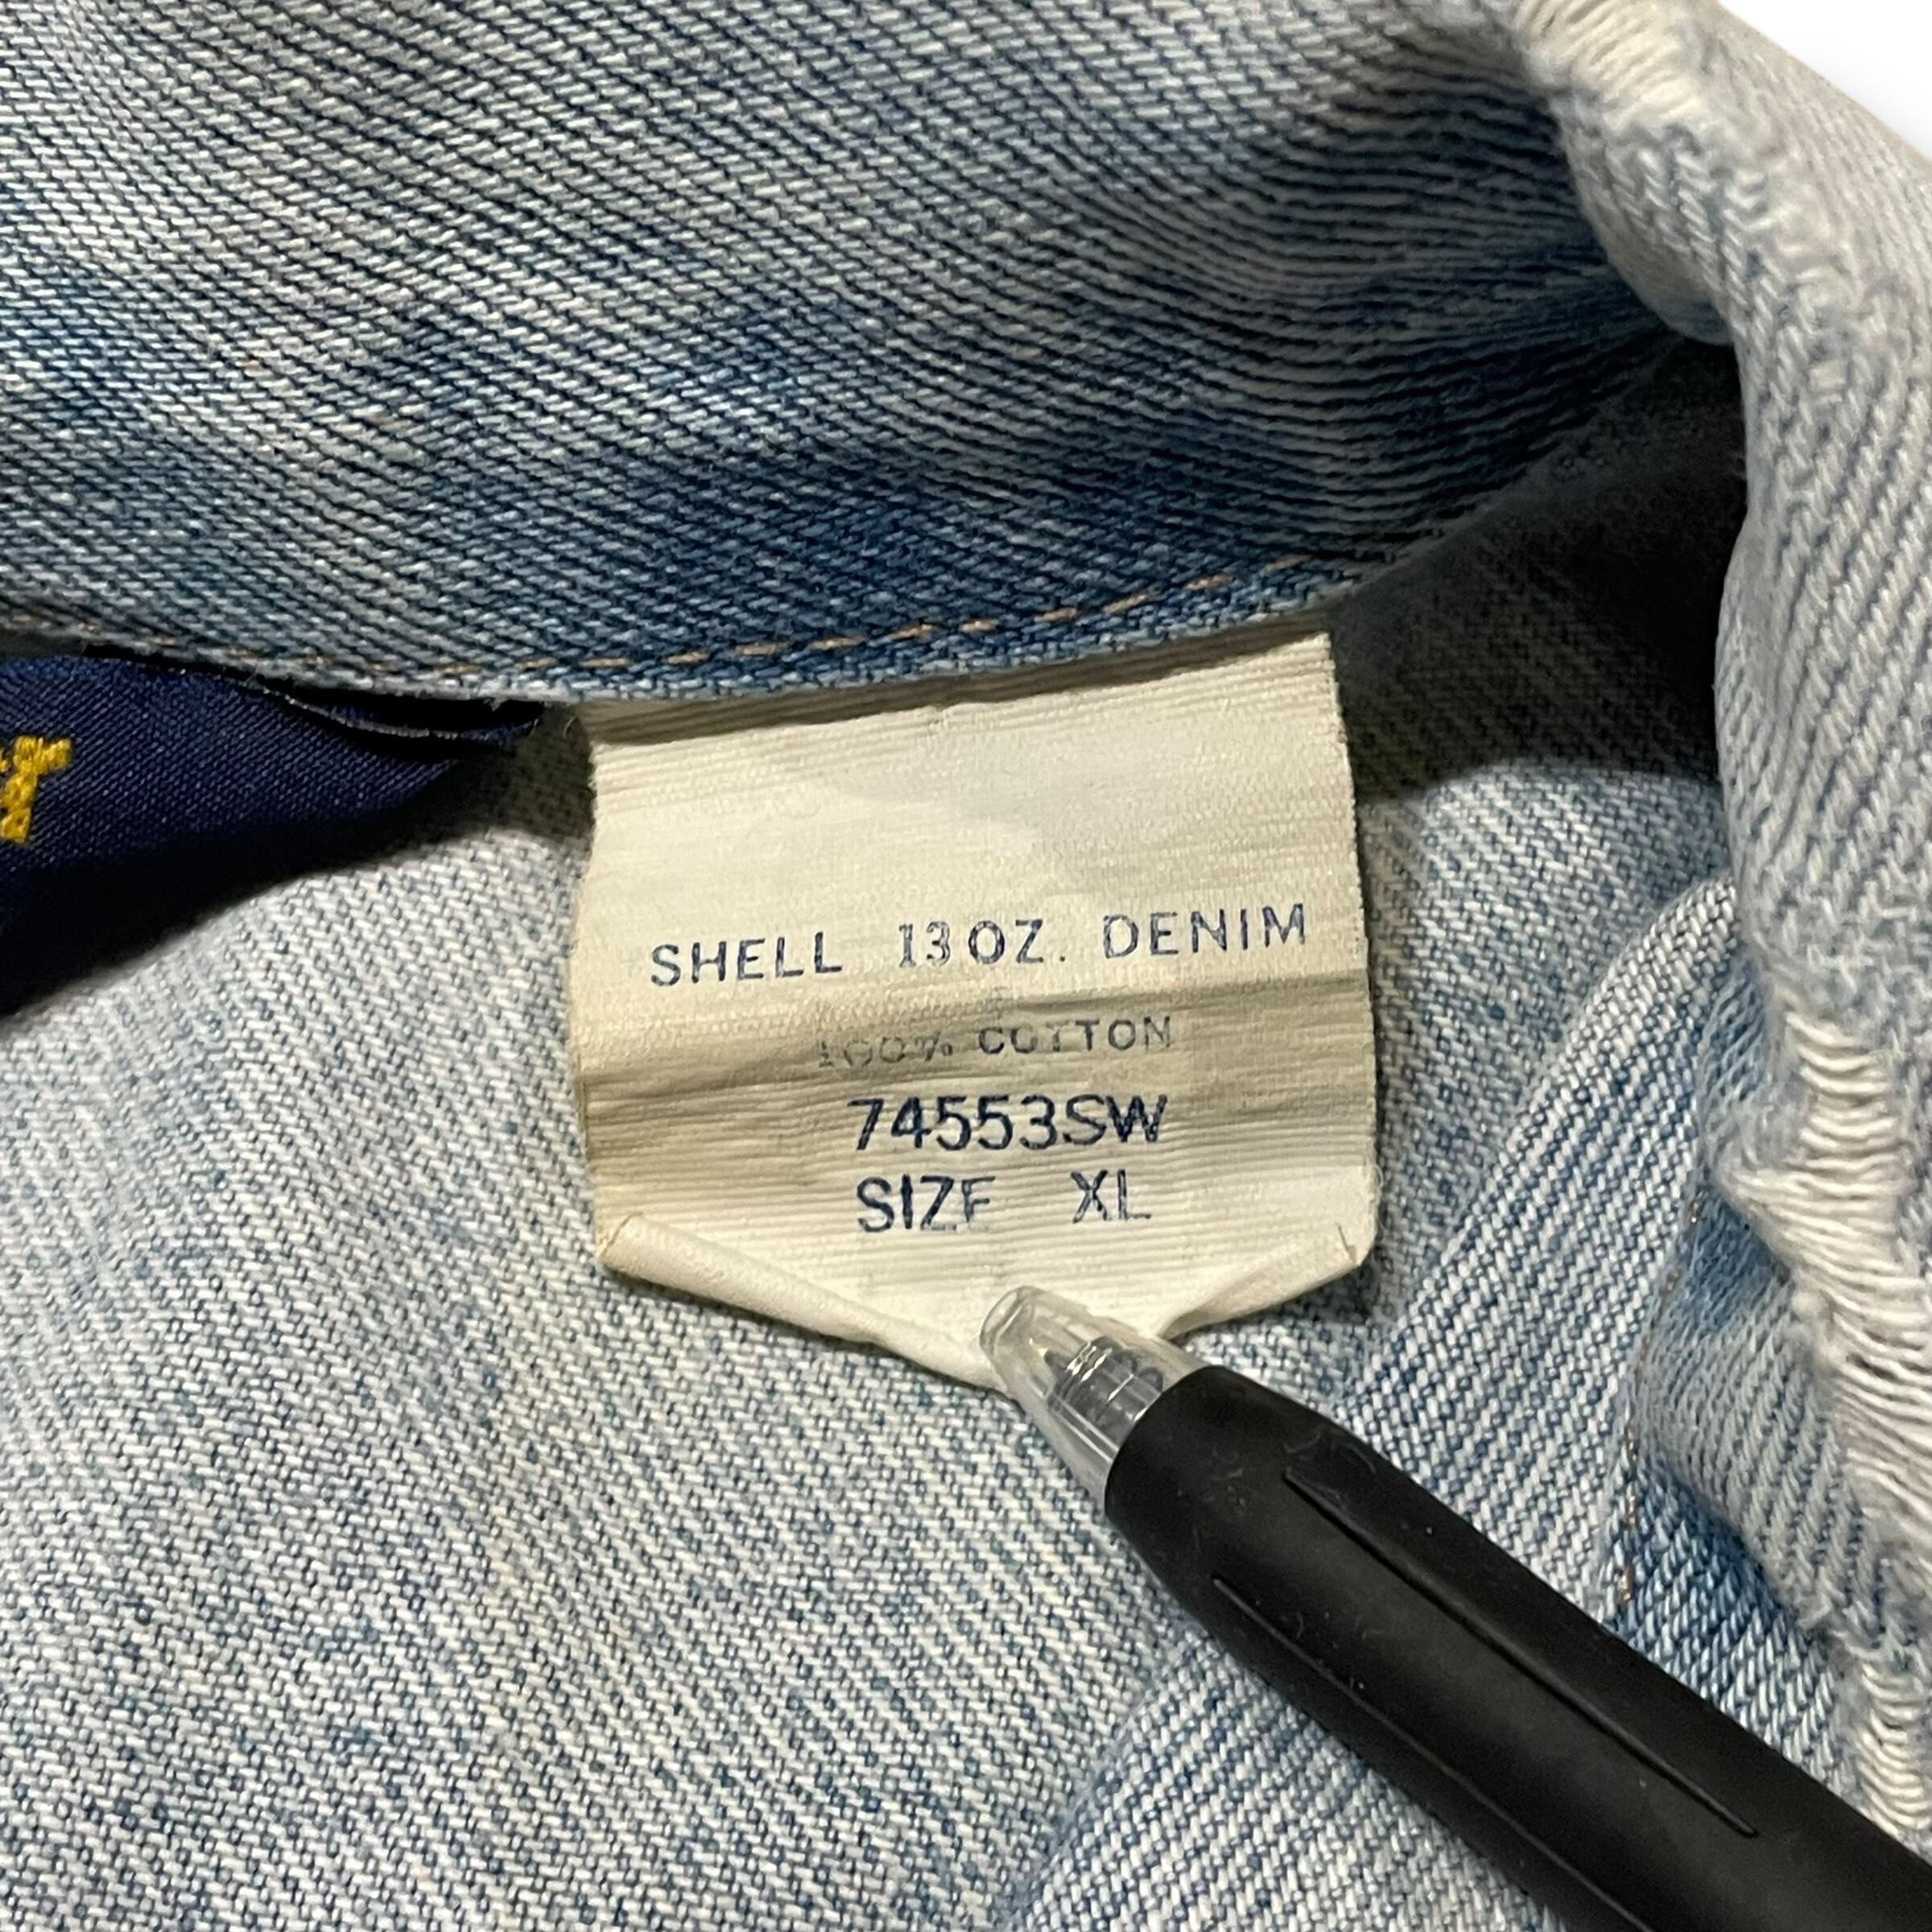 SHELL 13 OZ. DENIM
100% COTTON
74553SW
SIZE XL